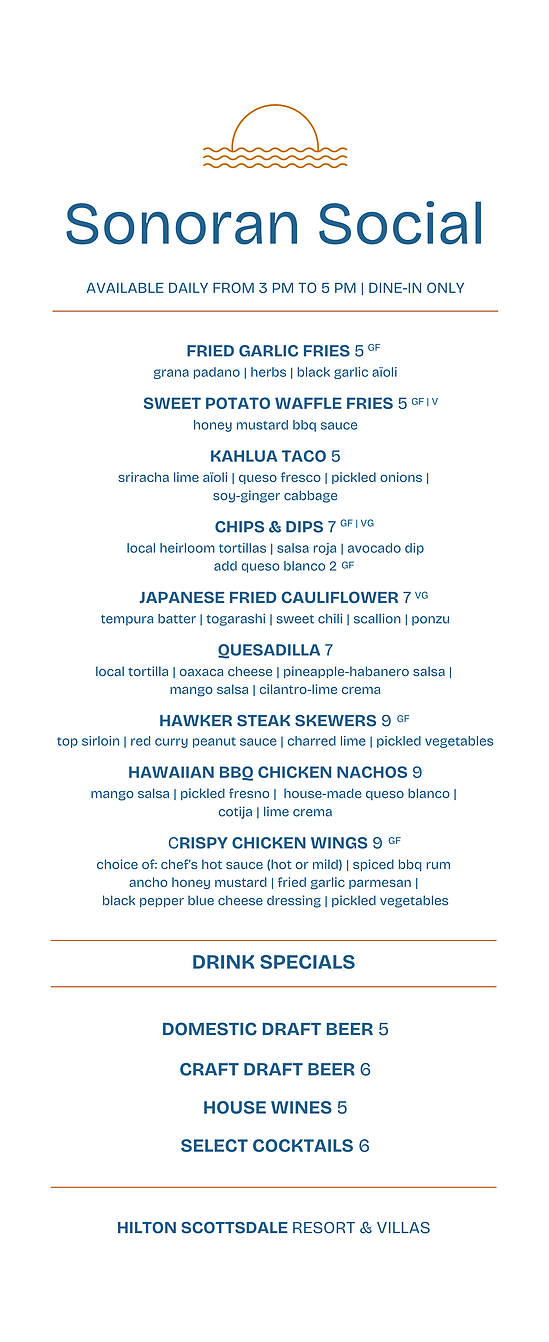 Sonoran Social
AVAILABLE DAILY FROM 3 PM TO 5 PM | DINE-IN ONLY
FRIED GARLIC FRIES 5 GF
grana padano | herbs | black garlic aïoli
SWEET POTATO WAFFLE FRIES 5 GF | V
honey mustard bbq sauce
KAHLUA TACO 5
sriracha lime aïoli | queso fresco | pickled onions |
soy-ginger cabbage
CHIPS & DIPS 7 GF | VG
local heirloom tortillas | salsa roja | avocado dip
add queso blanco 2 GF
JAPANESE FRIED CAULIFLOWER 7 VG
tempura batter | togarashi | sweet chili | scallion | ponzu
QUESADILLA 7
local tortilla | oaxaca cheese | pineapple-habanero salsa |
mango salsa | cilantro-lime crema
HAWKER STEAK SKEWERS 9 GF
top sirloin | red curry peanut sauce | charred lime | pickled vegetables
HAWAIIAN BBQ CHICKEN NACHOS 9
mango salsa | pickled fresno | house-made queso blanco |
cotija | lime crema
CRISPY CHICKEN WINGS 9 GF
choice of: chef's hot sauce (hot or mild) | spiced bbq rum
ancho honey mustard | fried garlic parmesan |
black pepper blue cheese dressing | pickled vegetables
DRINK SPECIALS
DOMESTIC DRAFT BEER 5
CRAFT DRAFT BEER 6
HOUSE WINES 5
SELECT COCKTAILS 6
HILTON SCOTTSDALE RESORT & VILLAS